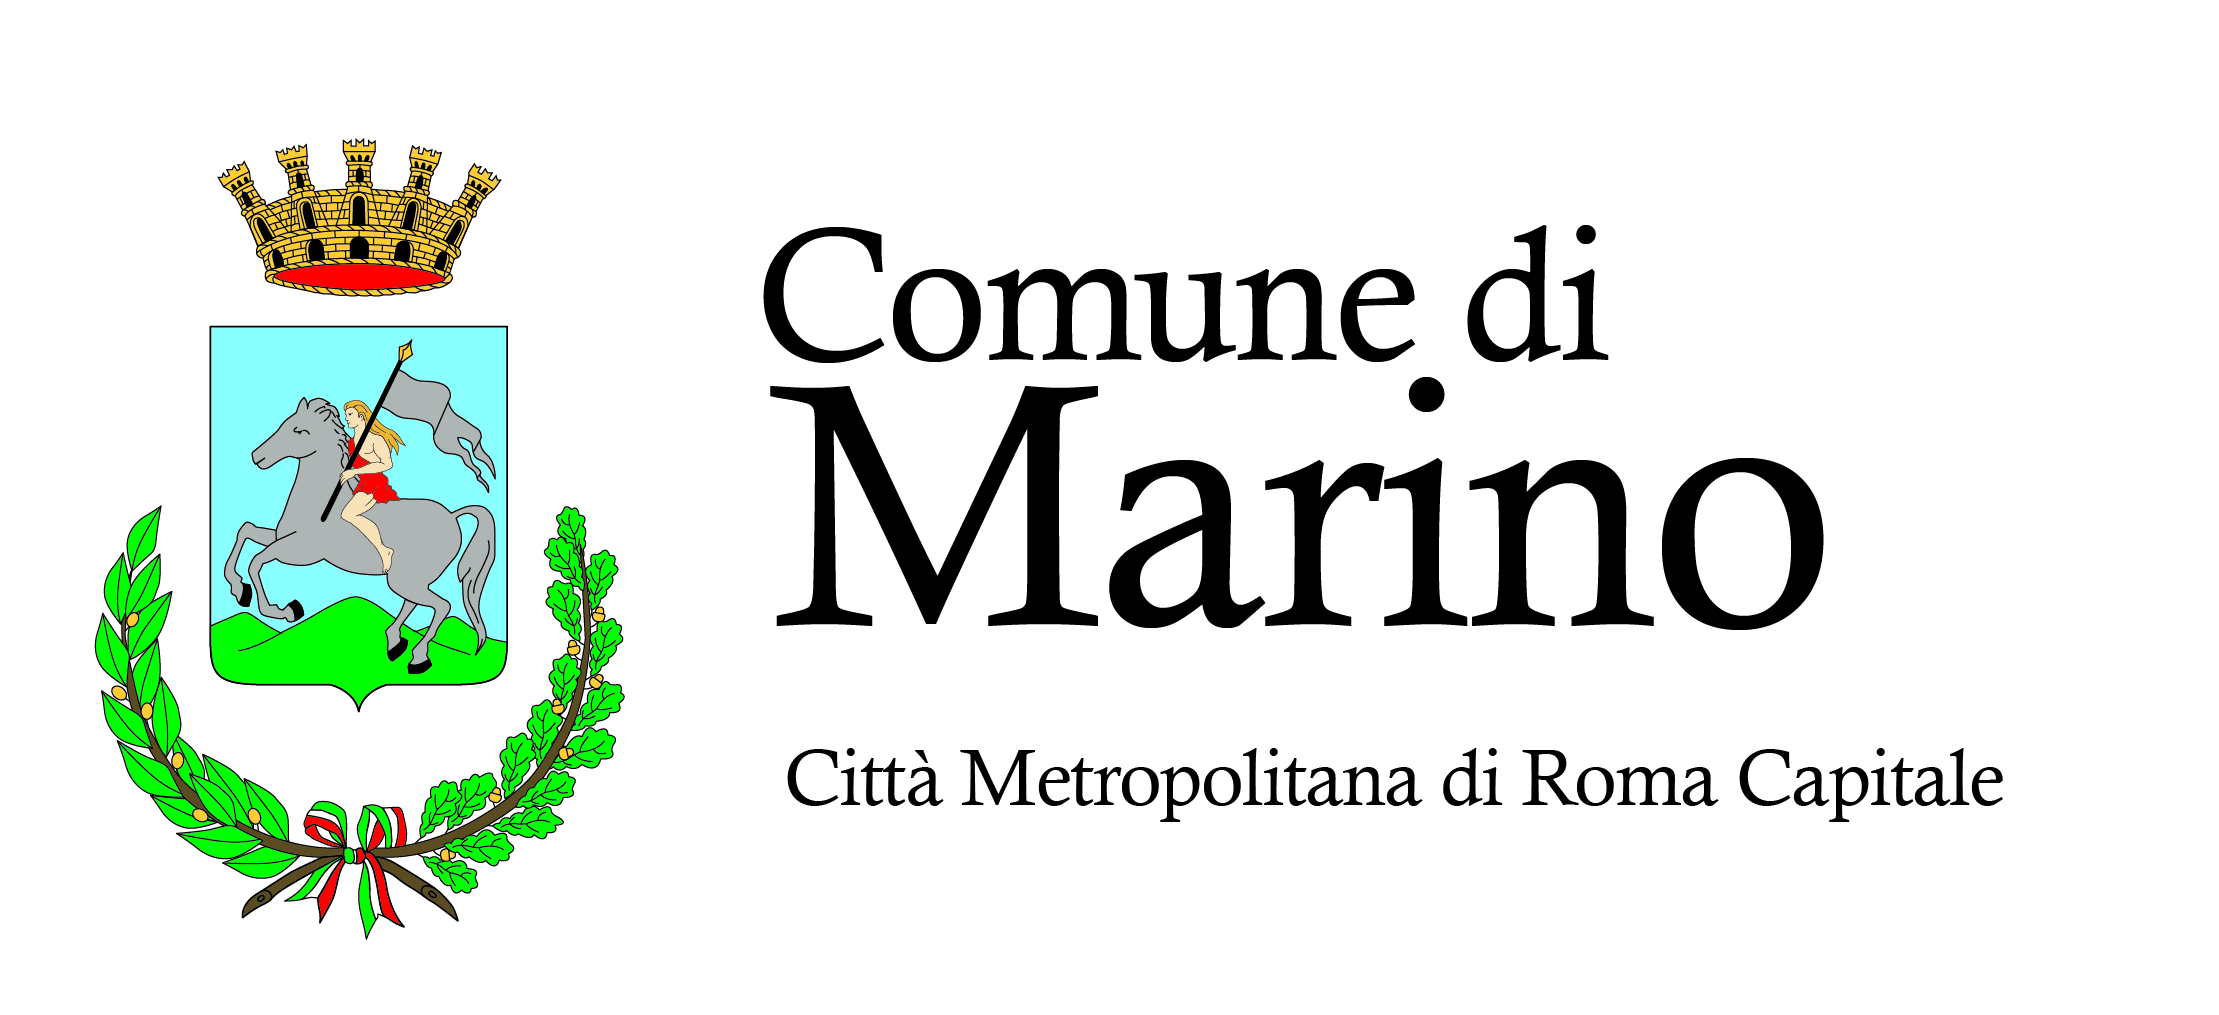 Comune di
Marino
Città Metropolitana di Roma Capitale